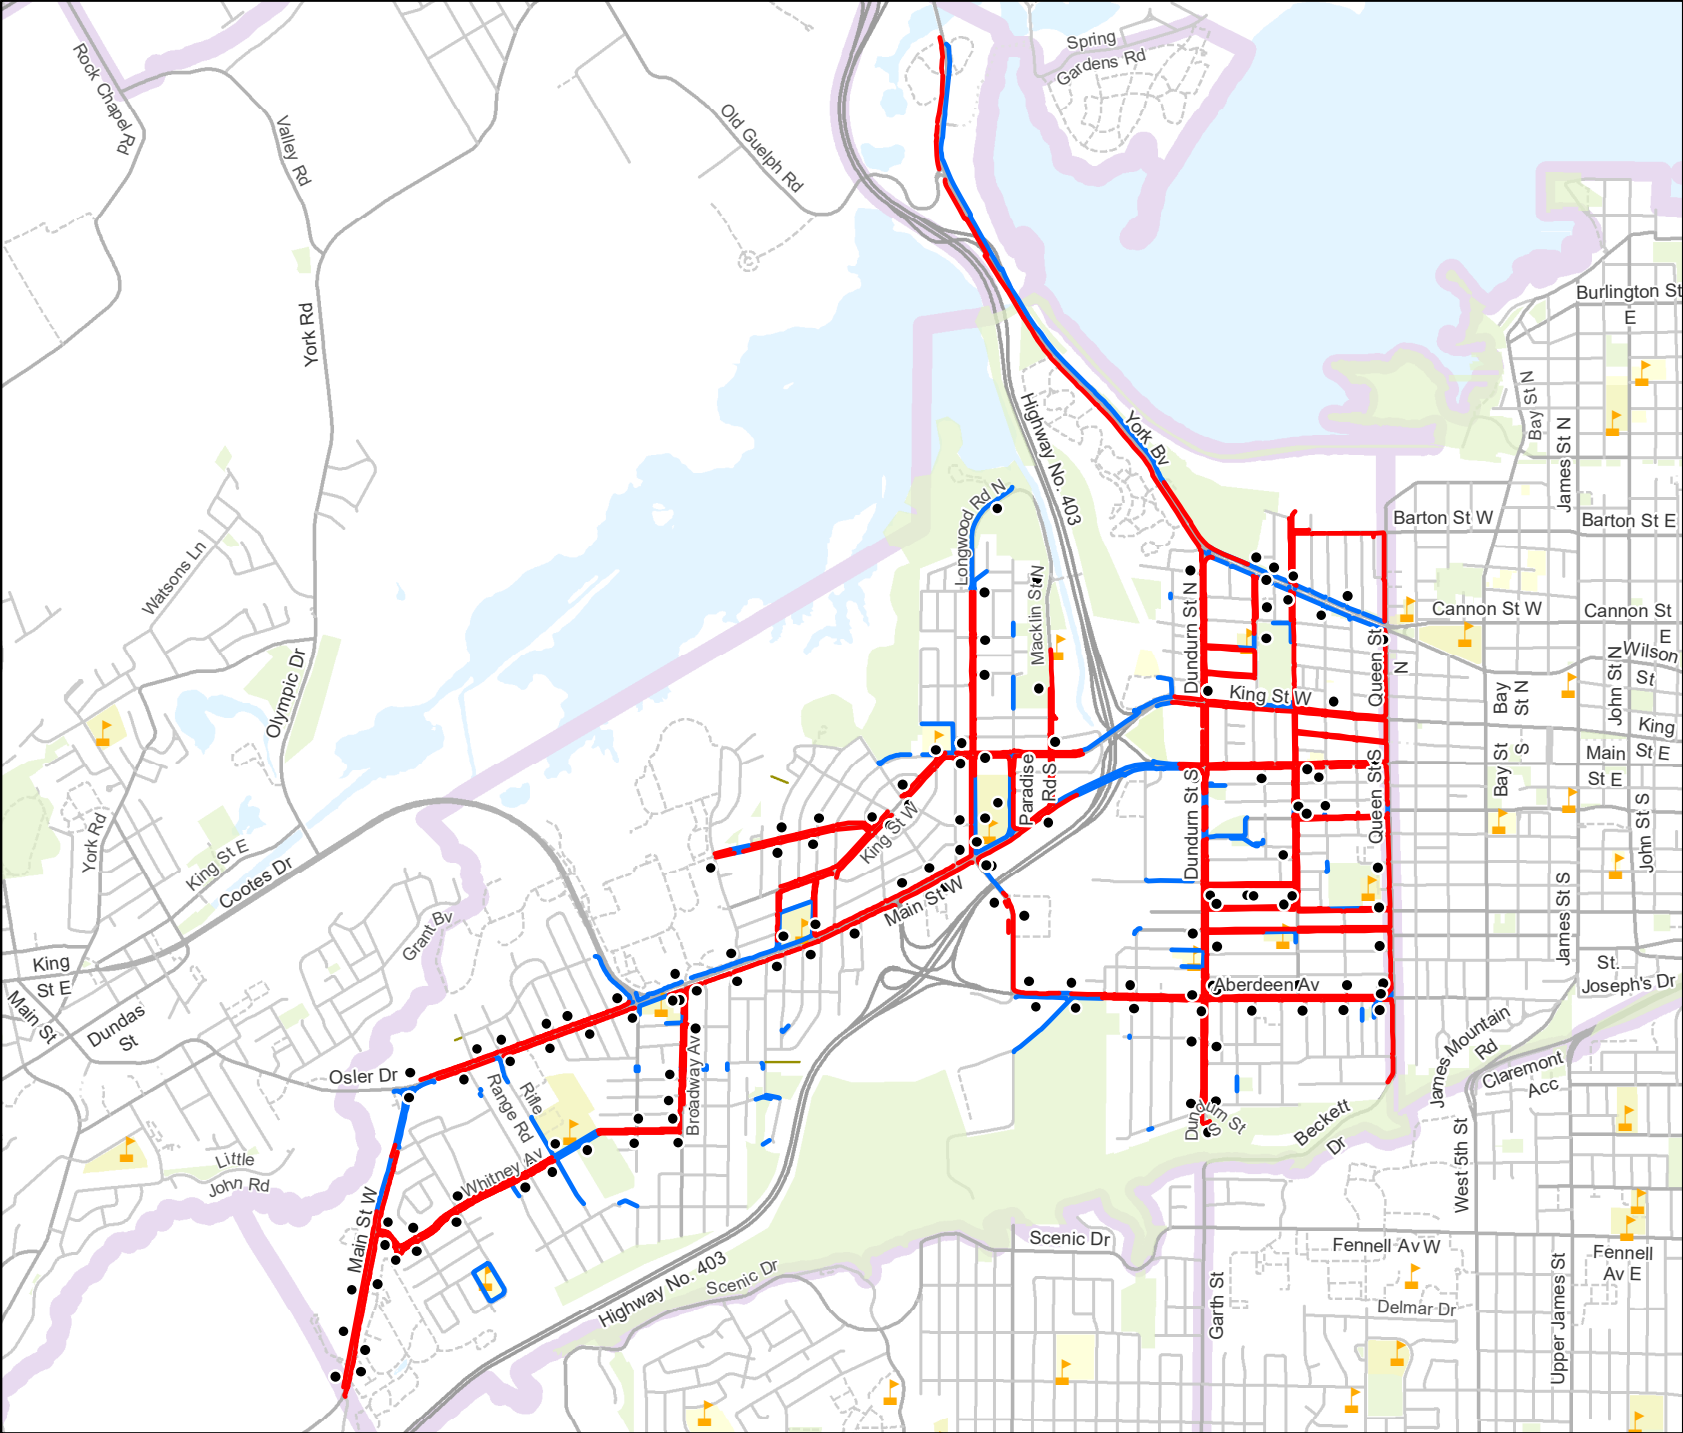 Spring
Gardens Rd
Rock Chapel Rd
Valley Rd
Old Guelph Rd
York Rd
Burlington St
E
Bay St N
James St N
Highway No. 403
York Bv
Barton St W
Barton St E
Longwood Rd N
Watsons Ln
Macklin St N
Dundurn St N
Cannon St W
Cannon St
E
Queen St
N
Wilson
St
Olympic Dr
King St W
Bay
St N
John St N
King
St E
Main
St E
Bay St
S
Paradise
Rd S
Dundurn St S
Queen St S
John St S
York Rd
King St E
Cootes Dr
King St W
Main St W
James St S
Grant Bv
King
St E
Main St
Dundas
St
Aberdeen Av
St.
Joseph's Dr
James Mountain
Rd
Claremont
Acc
Osler Dr
Rifle
Range Rd
Broadway Av
Dundurn St
S
Beckett
Dr
West 5th St
Little
John Rd
Whitney Av
Main St W
Highway No. 403
Scenic Dr
Scenic Dr
Garth St
Fennell Av W
Fennell
Av E
Delmar Dr
Upper James St